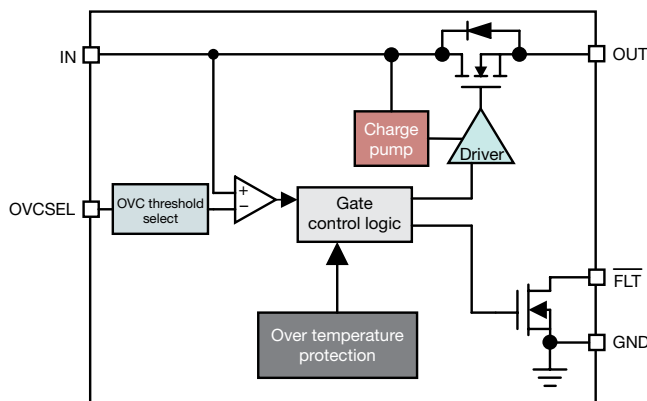 IN
OUT
Charge
pump
Driver
OVCSEL
OVC threshold
select
+
−
Gate
control logic
FLT
Over temperature
protection
GND